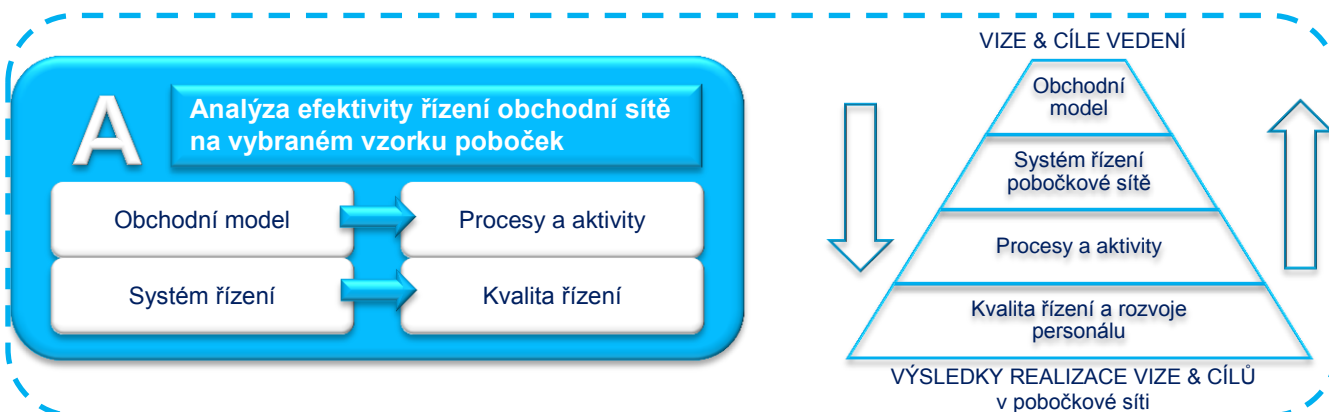 A
Analýza efektivity řízení obchodní sítě
na vybraném vzorku poboček
Obchodní model
Procesy a aktivity
Systém řízení
Kvalita řízení
VIZE & CÍLE VEDENÍ
Obchodní
model
Systém řízení
pobočkové sítě
Procesy a aktivity
Kvalita řízení a rozvoje
personálu
VÝSLEDKY REALIZACE VIZE & CÍLŮ
v pobočkové síti